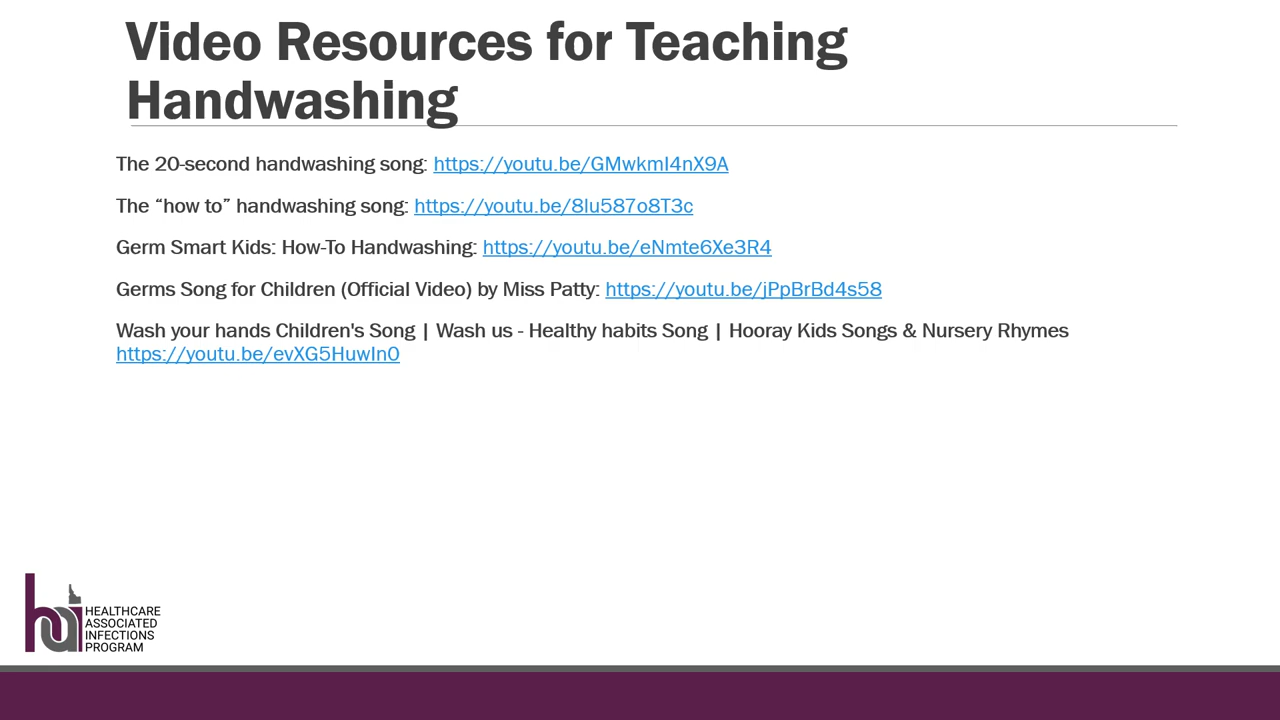 Video Resources for Teaching
Handwashing
The 20-second handwashing song: https://youtu.be/GMwkmI4nX9A
The “how to” handwashing song: https://youtu.be/8lu587o8T3c
Germ Smart Kids: How-To Handwashing: https://youtu.be/eNmte6Xe3R4
Germs Song for Children (Official Video) by Miss Patty: https://youtu.be/jPpBrBd4s58
Wash your hands Children's Song | Wash us - Healthy habits Song | Hooray Kids Songs & Nursery Rhymes
https://youtu.be/evXG5HuwIn0
hai
HEALTHCARE
ASSOCIATED
INFECTIONS
PROGRAM